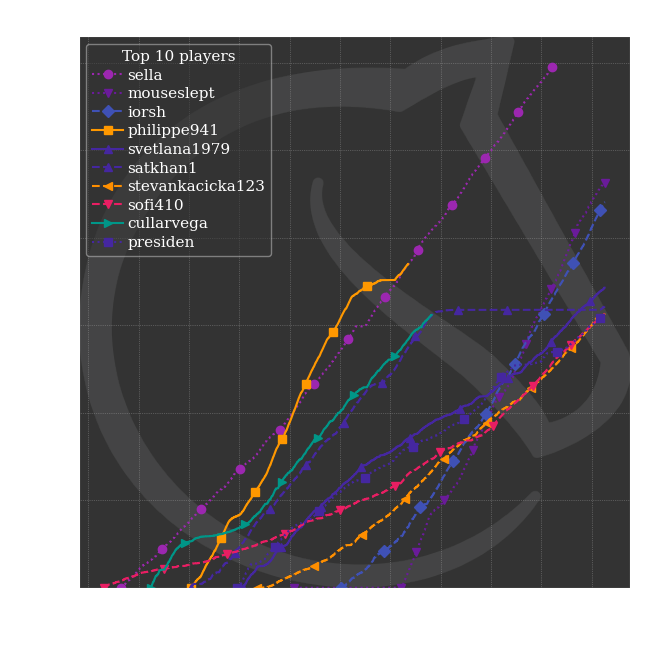 Top 10 players
sella
mouseslept
iorsh
philippe941
svetlana1979
satkhan1
stevankacicka123
sofi410
cullarvega
presiden